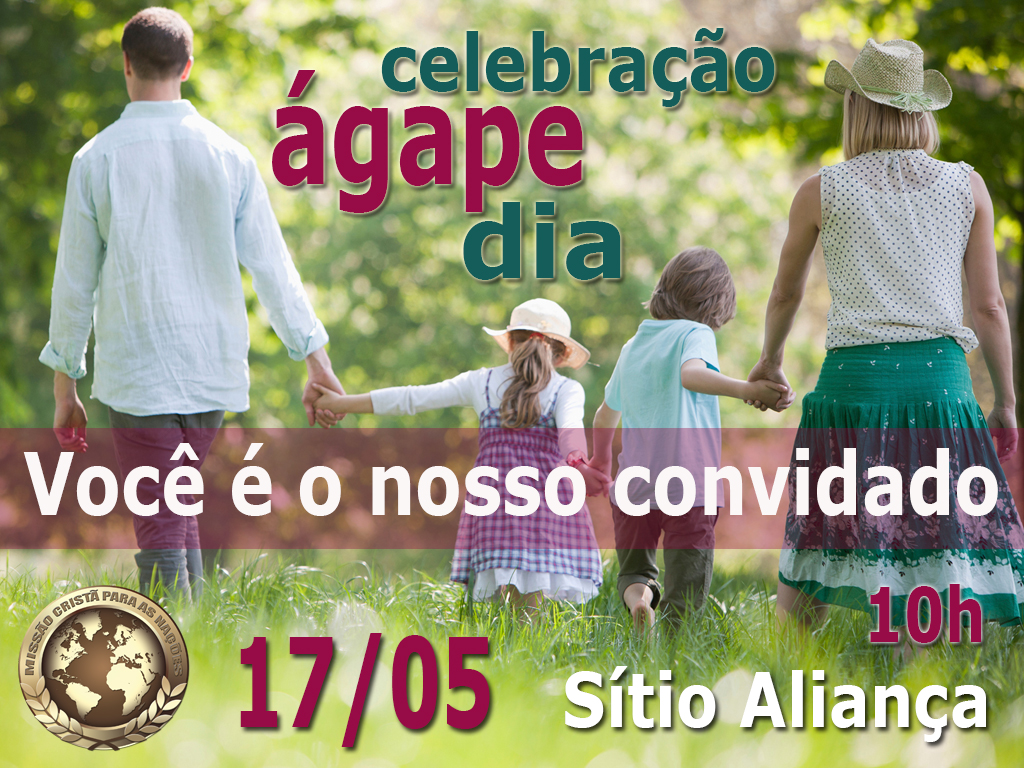 celebração
ágape
dia
Você é o nosso convidado
MISSÃO CRISTÃ PARA AS NAÇÕES
17/05
10h
Sítio Aliança